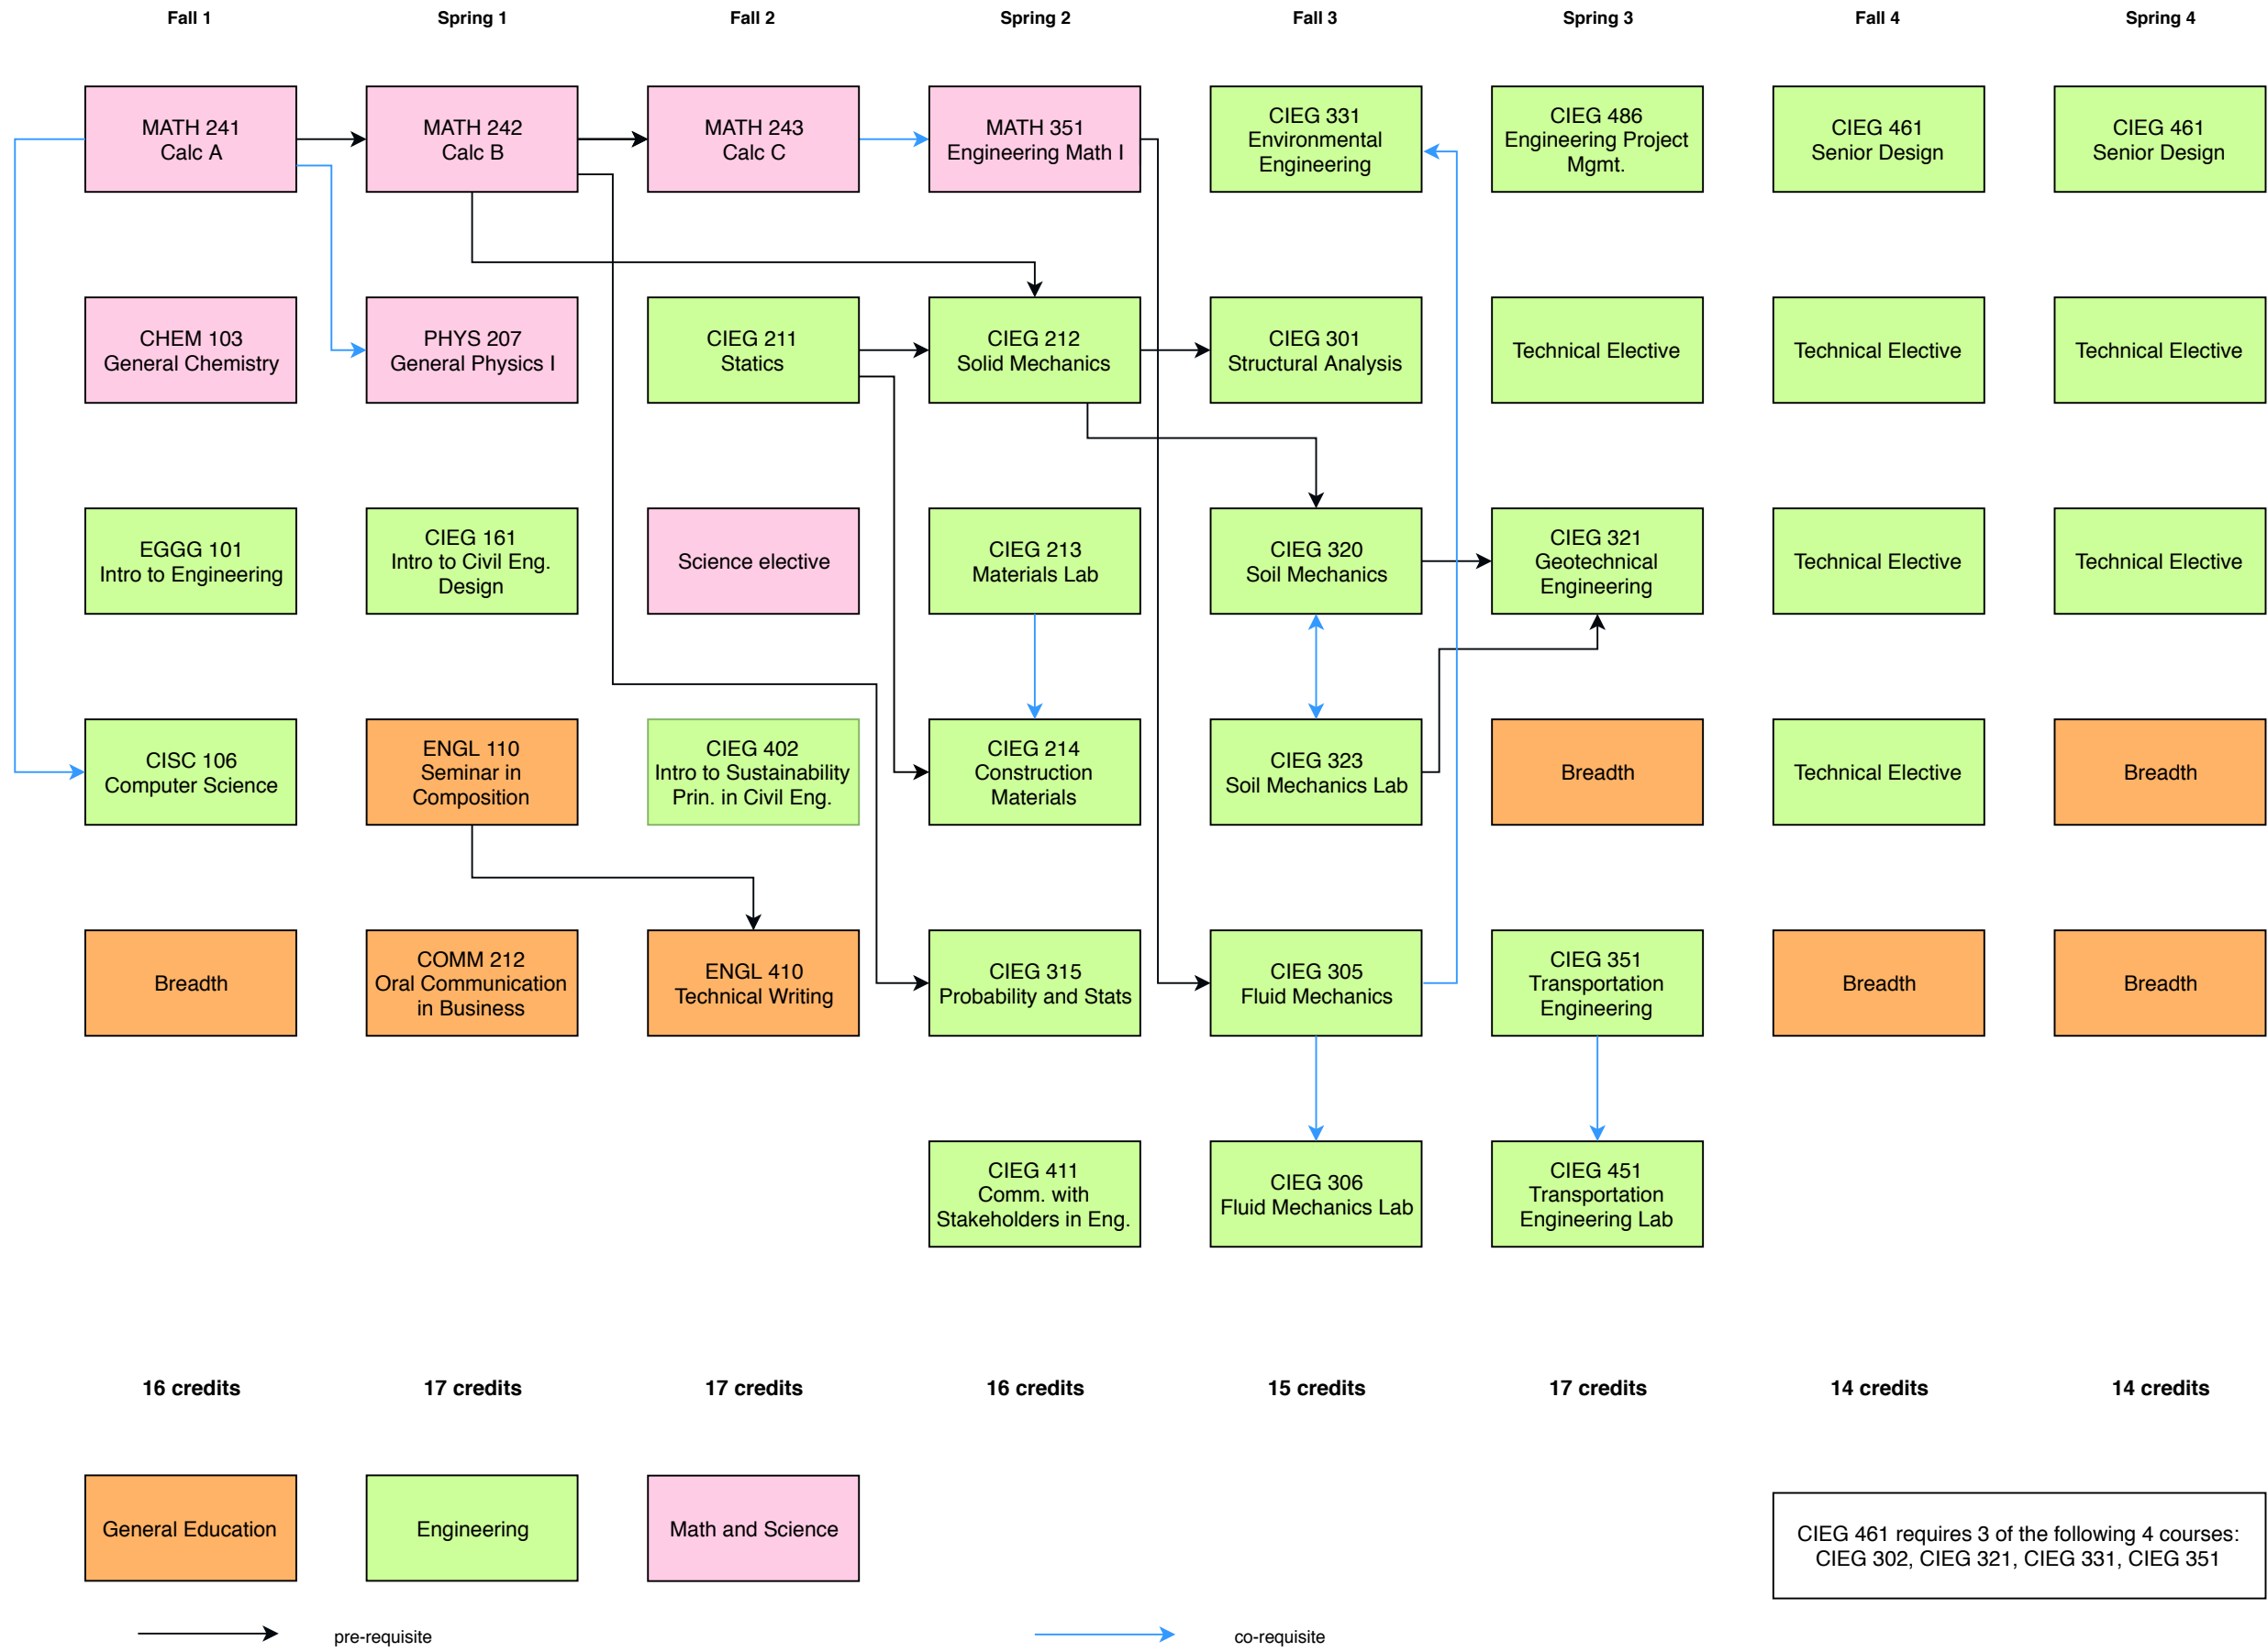 Fall 1
Spring 1
Fall 2
Spring 2
Fall 3
Spring 3
Fall 4
Spring 4
MATH 241
Calc A
MATH 242
Calc B
MATH 243
Calc C
MATH 351
Engineering Math I
CIEG 331
Environmental
Engineering
CIEG 486
Engineering Project
Mgmt.
CIEG 461
Senior Design
CIEG 461
Senior Design
CHEM 103
General Chemistry
PHYS 207
General Physics I
CIEG 211
Statics
CIEG 212
Solid Mechanics
CIEG 301
Structural Analysis
Technical Elective
Technical Elective
Technical Elective
EGGG 101
Intro to Engineering
CIEG 161
Intro to Civil Eng.
Design
Science elective
CIEG 213
Materials Lab
CIEG 320
Soil Mechanics
CIEG 321
Geotechnical
Engineering
Technical Elective
Technical Elective
CISC 106
Computer Science
ENGL 110
Seminar in
Composition
CIEG 402
Intro to Sustainability
Prin. in Civil Eng.
CIEG 214
Construction
Materials
CIEG 323
Soil Mechanics Lab
Breadth
Technical Elective
Breadth
Breadth
COMM 212
Oral Communication
in Business
ENGL 410
Technical Writing
CIEG 315
Probability and Stats
CIEG 305
Fluid Mechanics
CIEG 351
Transportation
Engineering
Breadth
Breadth
CIEG 411
Comm. with
Stakeholders in Eng.
CIEG 306
Fluid Mechanics Lab
CIEG 451
Transportation
Engineering Lab
16 credits
17 credits
17 credits
16 credits
15 credits
17 credits
14 credits
14 credits
General Education
Engineering
Math and Science
CIEG 461 requires 3 of the following 4 courses:
CIEG 302, CIEG 321, CIEG 331, CIEG 351
pre-requisite
co-requisite